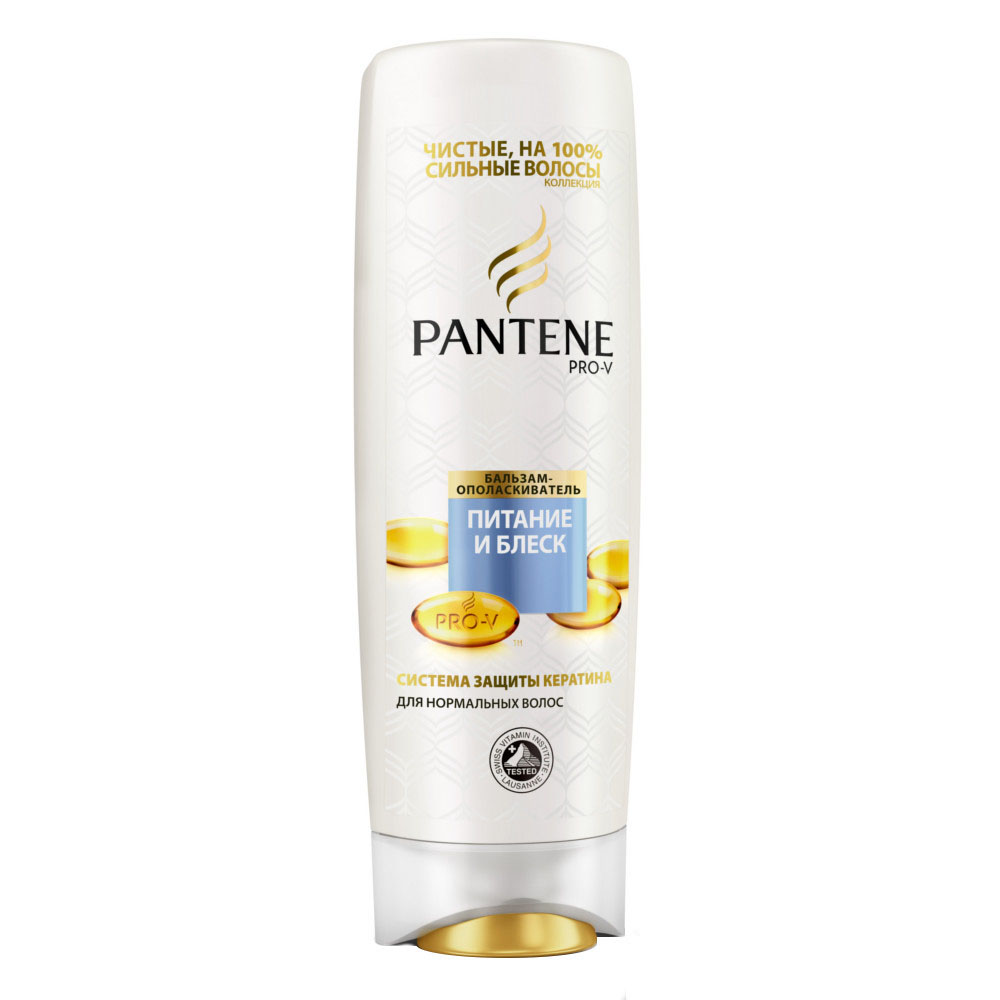 ЧИСТЫЕ, НА 100%
СИЛЬНЫЕ ВОЛОСЫ
КОЛЛЕКЦИЯ
PANTENE
PRO-V
БАЛЬЗАМ-
ОПОЛАСКИВАТЕЛЬ
ПИТАНИЕ
И БЛЕСК
PRO-V
TM
СИСТЕМА ЗАЩИТЫ КЕРАТИНА
ДЛЯ НОРМАЛЬНЫХ ВОЛОС
SWISS VITAMIN INSTITUTE
TESTED
LAUSANNE